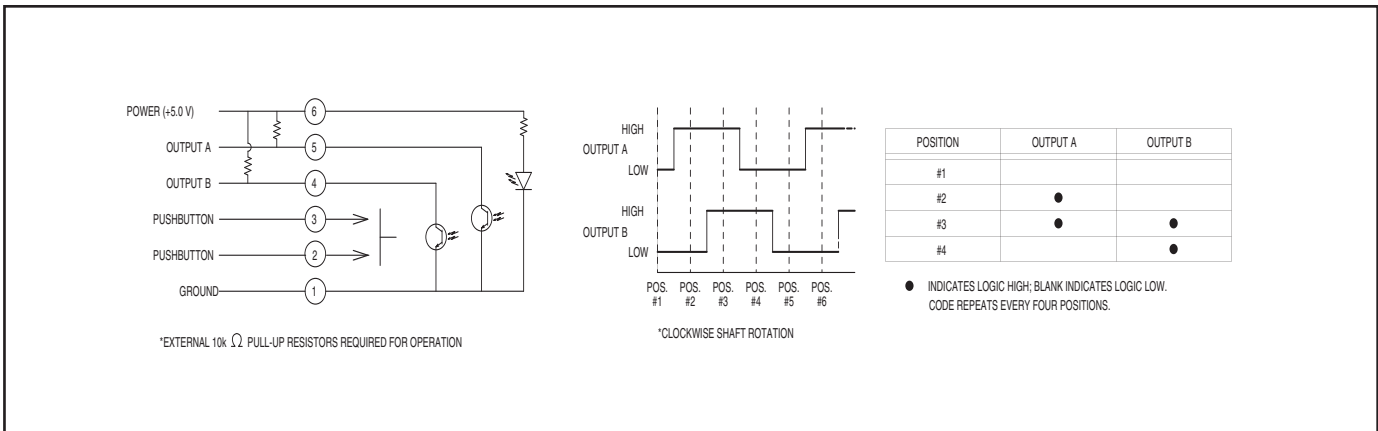 POWER (+5.0 V)
6
OUTPUT A
5
OUTPUT B
4
PUSHBUTTON
3
PUSHBUTTON
2
GROUND
1
*EXTERNAL 10k Ω PULL-UP RESISTORS REQUIRED FOR OPERATION
HIGH
OUTPUT A
LOW
HIGH
OUTPUT B
LOW
POS. POS. POS. POS. POS. POS.
#1 #2 #3 #4 #5 #6
*CLOCKWISE SHAFT ROTATION
POSITION OUTPUT A OUTPUT B
#1
#2 ●
#3 ● ●
#4 ●
● INDICATES LOGIC HIGH; BLANK INDICATES LOGIC LOW.
CODE REPEATS EVERY FOUR POSITIONS.